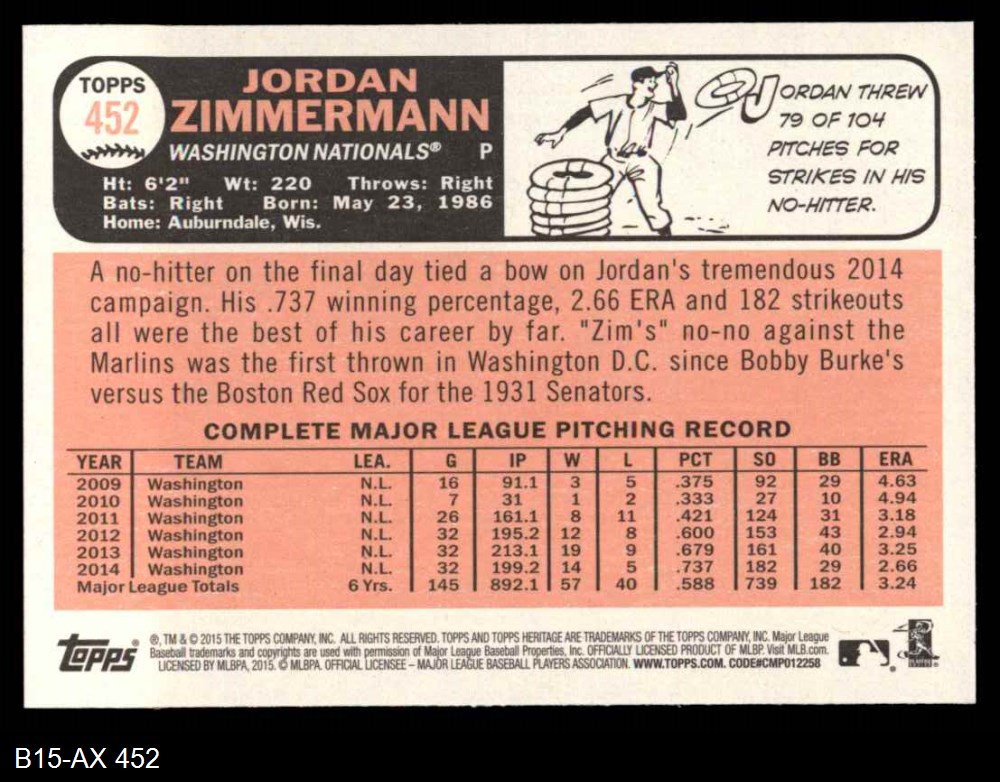 TOPPS
452
JORDAN
ZIMMERMANN
WASHINGTON NATIONALS® P
Ht: 6'2" Wt: 220 Throws: Right
Bats: Right Born: May 23, 1986
Home: Auburndale, Wis.
JORDAN THREW
79 OF 104
PITCHES FOR
STRIKES IN HIS
NO-HITTER.
A no-hitter on the final day tied a bow on Jordan's tremendous 2014
campaign. His .737 winning percentage, 2.66 ERA and 182 strikeouts
all were the best of his career by far. "Zim's" no-no against the
Marlins was the first thrown in Washington D.C. since Bobby Burke's
versus the Boston Red Sox for the 1931 Senators.
COMPLETE MAJOR LEAGUE PITCHING RECORD
YEAR TEAM LEA. G IP W L PCT SO BB ERA
2009 Washington N.L. 16 91.1 3 5 .375 92 29 4.63
2010 Washington N.L. 7 31 1 2 .333 27 10 4.94
2011 Washington N.L. 26 161.1 8 11 .421 124 31 3.18
2012 Washington N.L. 32 195.2 12 8 .600 153 43 2.94
2013 Washington N.L. 32 213.1 19 9 .679 161 40 3.25
2014 Washington N.L. 32 199.2 14 5 .737 182 29 2.66
Major League Totals 6 Yrs. 145 892.1 57 40 .588 739 182 3.24
topps®
®, TM & © 2015 THE TOPPS COMPANY, INC. ALL RIGHTS RESERVED. TOPPS AND TOPPS HERITAGE ARE TRADEMARKS OF THE TOPPS COMPANY, INC. Major League
Baseball trademarks and copyrights are used with permission of Major League Baseball Properties, Inc. OFFICIALLY LICENSED PRODUCT OF MLBP. Visit MLB.com.
LICENSED BY MLBPA, 2015. © MLBPA. OFFICIAL LICENSEE – MAJOR LEAGUE BASEBALL PLAYERS ASSOCIATION. WWW.TOPPS.COM. CODE#CMP012258
B15-AX 452